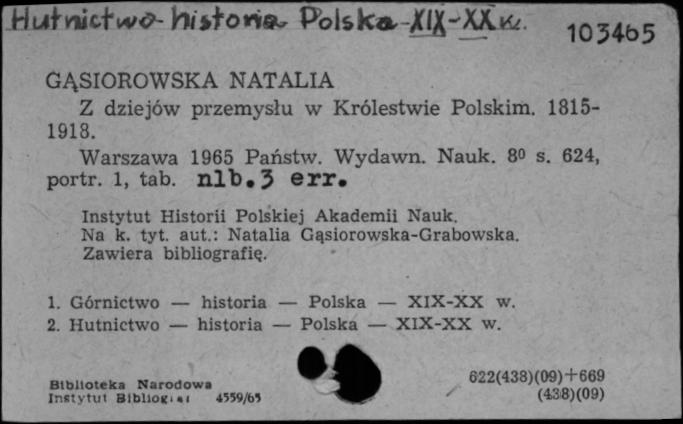 Hutnictwo-historia Polska-XIX-XX w.
103465
GĄSIOROWSKA NATALIA
Z dziejów przemysłu w Królestwie Polskim. 1815-
1918.
Warszawa 1965 Państw. Wydawn. Nauk. 8⁰ s. 624,
portr. 1, tab. nlb.3 err.
Instytut Historii Polskiej Akademii Nauk.
Na k. tyt. aut.: Natalia Gąsiorowska-Grabowska.
Zawiera bibliografię.
1. Górnictwo — historia — Polska — XIX-XX w.
2. Hutnictwo — historia — Polska — XIX-XX w.
Biblioteka Narodowa
Instytut 4559/65
622(438)(09)+669
(438)(09)